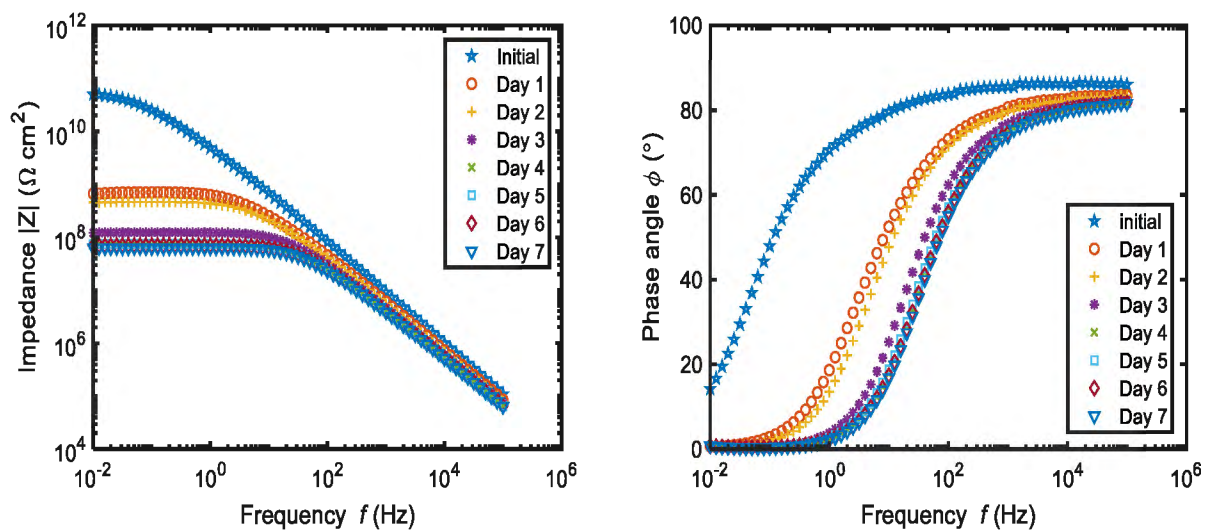 Impedance |Z| (Ω cm²)
10¹²
10¹⁰
10⁸
10⁶
10⁴
Initial
Day 1
Day 2
Day 3
Day 4
Day 5
Day 6
Day 7
10⁻² 10⁰ 10² 10⁴ 10⁶
Frequency f (Hz)
Phase angle ϕ (°)
100
80
60
40
20
0
initial
Day 1
Day 2
Day 3
Day 4
Day 5
Day 6
Day 7
10⁻² 10⁰ 10² 10⁴ 10⁶
Frequency f (Hz)